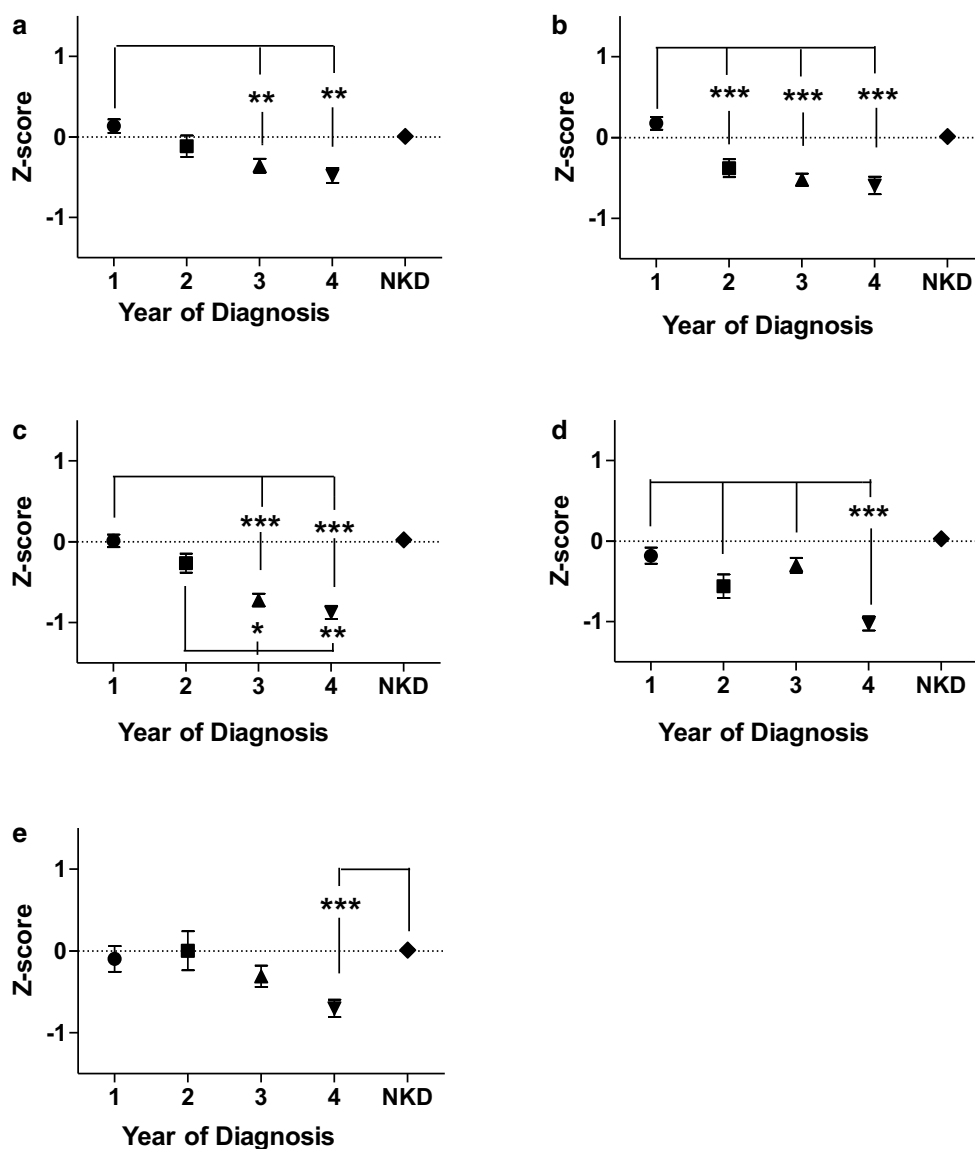 a
1
** **
0
-1
Z-score
1 2 3 4 NKD
Year of Diagnosis
b
1
*** *** ***
0
-1
Z-score
1 2 3 4 NKD
Year of Diagnosis
c
1
*** ***
0
-1
* **
Z-score
1 2 3 4 NKD
Year of Diagnosis
d
1
***
0
-1
Z-score
1 2 3 4 NKD
Year of Diagnosis
e
1
***
0
-1
Z-score
1 2 3 4 NKD
Year of Diagnosis